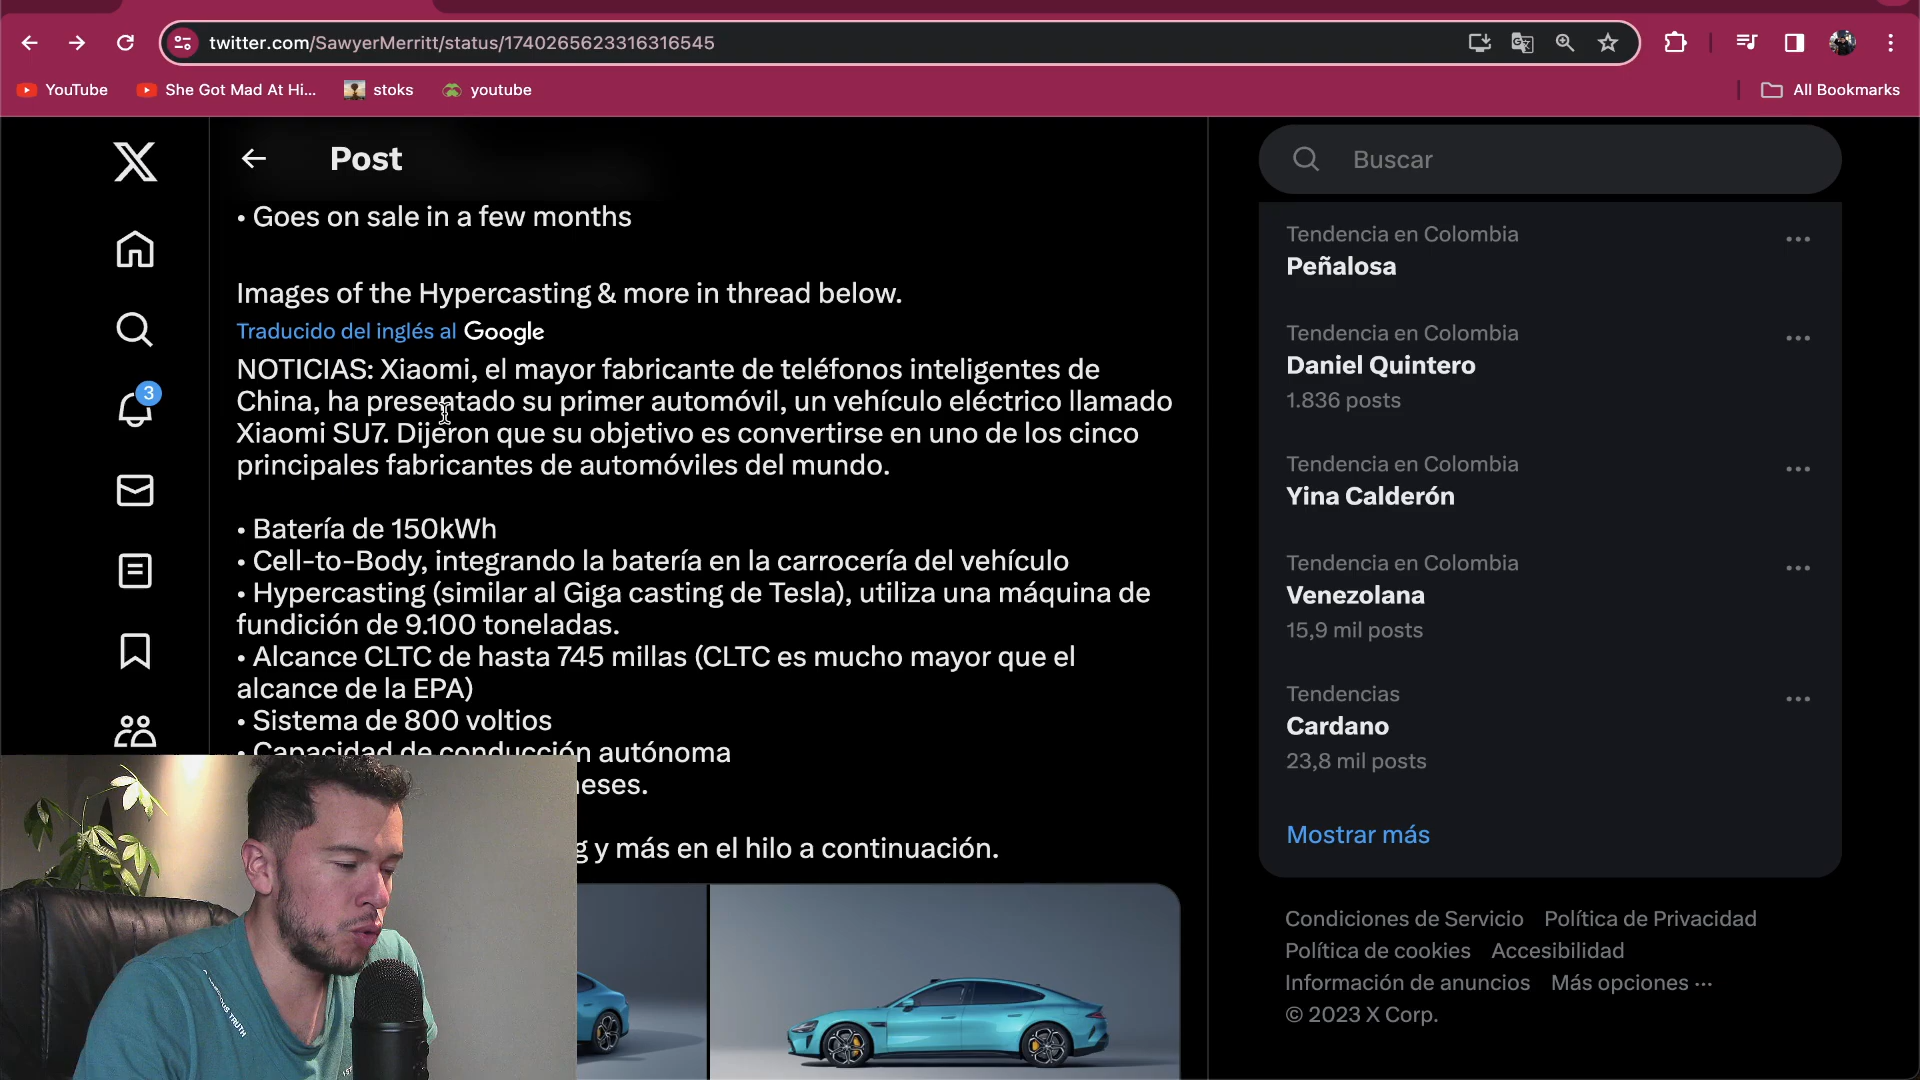 twitter.com/SawyerMerritt/status/1740265623316316545
YouTube
She Got Mad At Hi...
stoks
youtube
All Bookmarks
Post
Buscar
• Goes on sale in a few months
Images of the Hypercasting & more in thread below.
Traducido del inglés al Google
NOTICIAS: Xiaomi, el mayor fabricante de teléfonos inteligentes de
China, ha presentado su primer automóvil, un vehículo eléctrico llamado
Xiaomi SU7. Dijeron que su objetivo es convertirse en uno de los cinco
principales fabricantes de automóviles del mundo.
• Batería de 150kWh
• Cell-to-Body, integrando la batería en la carrocería del vehículo
• Hypercasting (similar al Giga casting de Tesla), utiliza una máquina de
fundición de 9.100 toneladas.
• Alcance CLTC de hasta 745 millas (CLTC es mucho mayor que el
alcance de la EPA)
• Sistema de 800 voltios
• Capacidad de conducción autónoma
eses.
g y más en el hilo a continuación.
3
Tendencia en Colombia
Peñalosa
Tendencia en Colombia
Daniel Quintero
1.836 posts
Tendencia en Colombia
Yina Calderón
Tendencia en Colombia
Venezolana
15,9 mil posts
Tendencias
Cardano
23,8 mil posts
Mostrar más
Condiciones de Servicio Política de Privacidad
Política de cookies Accesibilidad
Información de anuncios Más opciones ···
© 2023 X Corp.